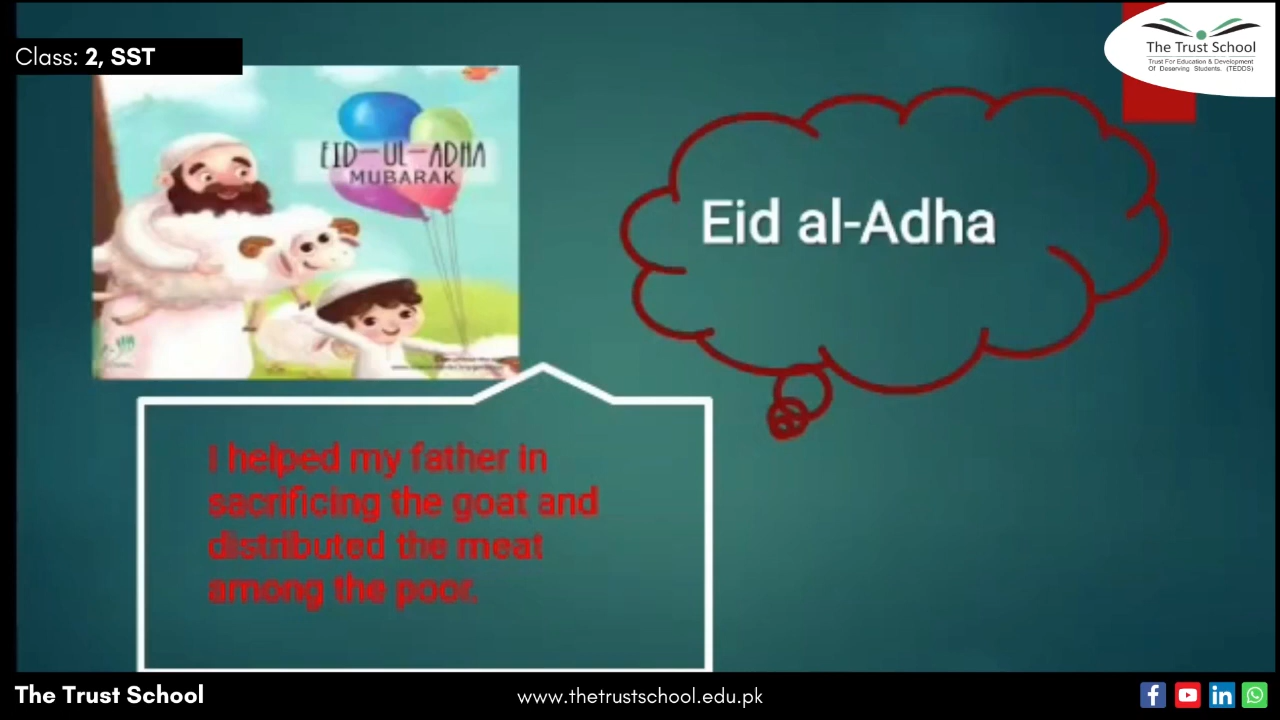 Class: 2, SST
The Trust School
Trust For Education & Development
Of Deserving Students. (TEDDS)
EID-UL-ADHA
MUBARAK
Eid al-Adha
I helped my father in
sacrificing the goat and
distributed the meat
among the poor.
The Trust School
www.thetrustschool.edu.pk